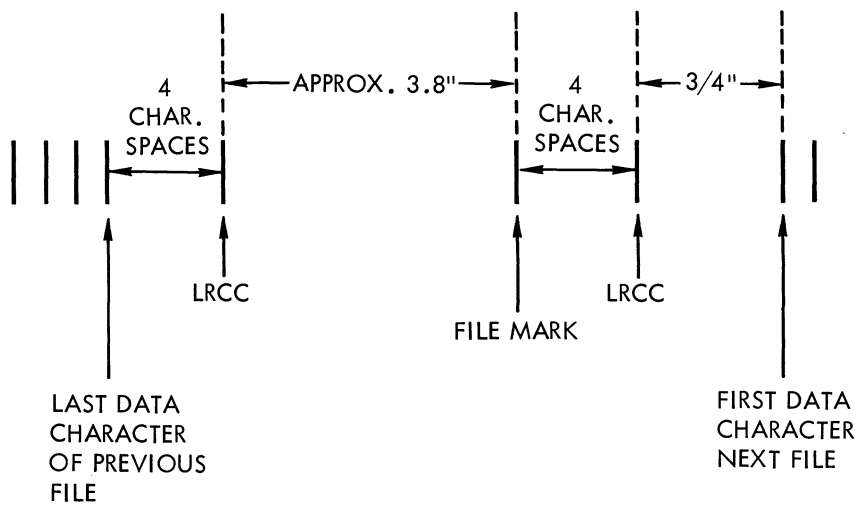 4
CHAR.
SPACES
APPROX. 3.8"
4
CHAR.
SPACES
3/4"
LRCC
FILE MARK
LRCC
LAST DATA
CHARACTER
OF PREVIOUS
FILE
FIRST DATA
CHARACTER
NEXT FILE